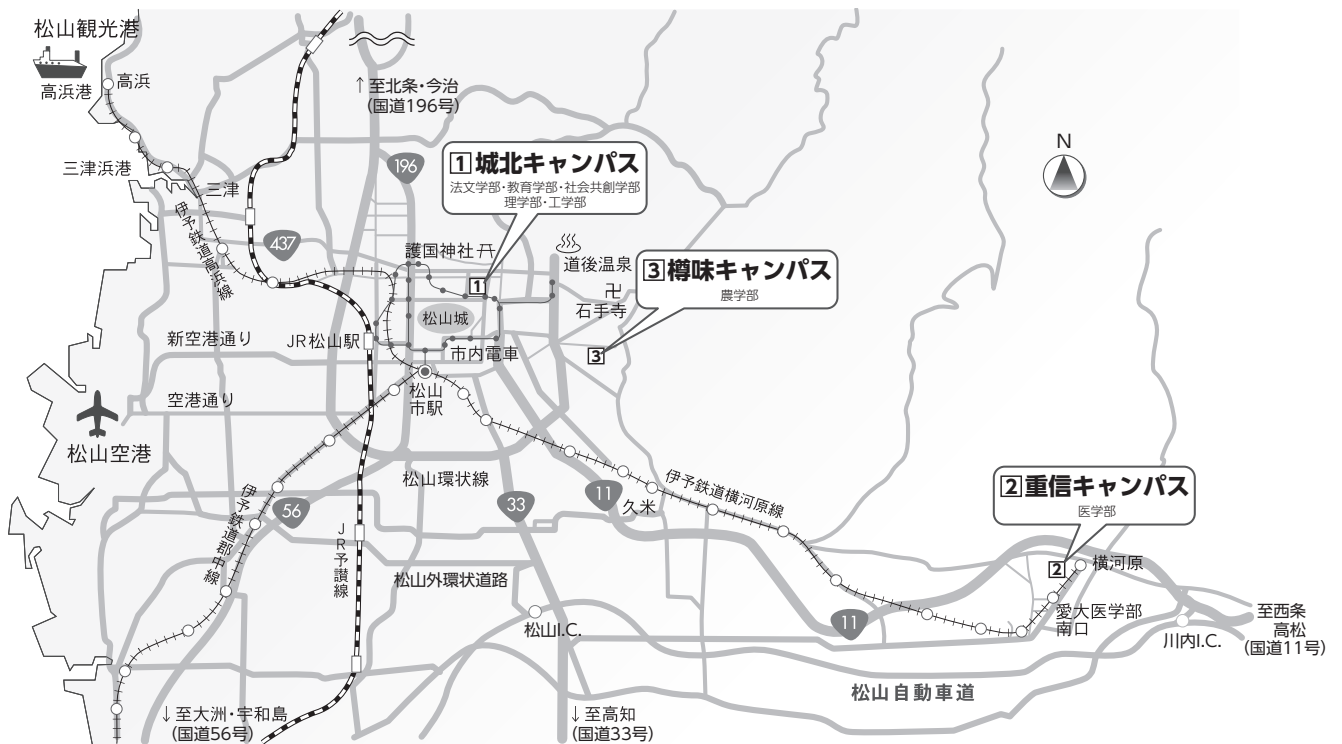 松山観光港
高浜
高浜港
↑至北条・今治
(国道196号)
三津浜港
三津
196
1 城北キャンパス
法文学部・教育学部・社会共創学部
理学部・工学部
N
伊予鉄道高浜線
437
護国神社
道後温泉
3 樽味キャンパス
農学部
1
石手寺
松山城
新空港通り
JR松山駅
市内電車
3
空港通り
松山
市駅
松山空港
松山環状線
伊予鉄道横河原線
2 重信キャンパス
医学部
伊予鉄道郡中線
56
33
11
久米
JR予讃線
松山外環状道路
2
横河原
愛大医学部
南口
松山I.C.
11
川内I.C.
至西条
高松
(国道11号)
松山自動車道
↓至大洲・宇和島
(国道56号)
↓至高知
(国道33号)